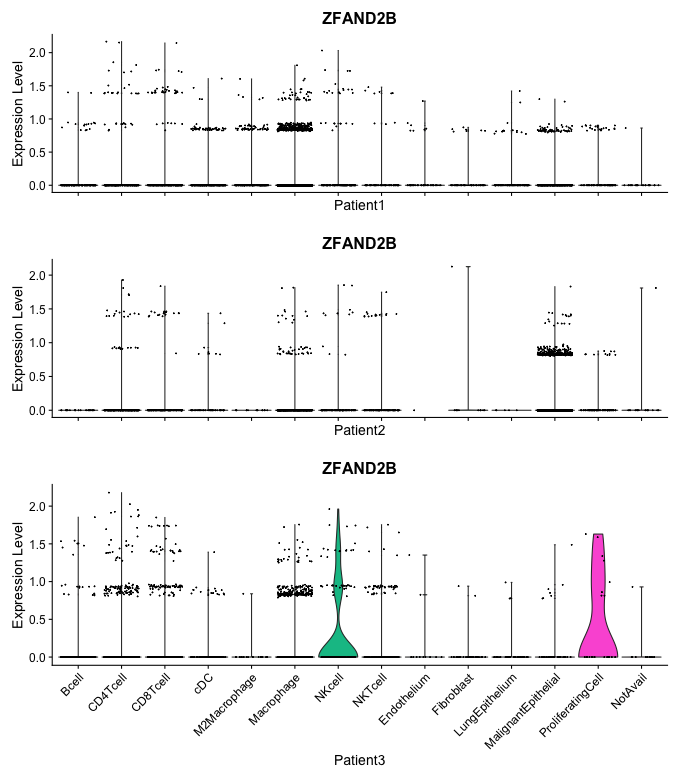 ZFAND2B
Expression Level
2.0
1.5
1.0
0.5
0.0
Patient1
ZFAND2B
Expression Level
2.0
1.5
1.0
0.5
0.0
Patient2
ZFAND2B
Expression Level
2.0
1.5
1.0
0.5
0.0
Bcell
CD4Tcell
CD8Tcell
cDC
M2Macrophage
Macrophage
NKcell
NKTcell
Endothelium
Fibroblast
LungEpithelium
MalignantEpithelial
ProliferatingCell
NotAvail
Patient3